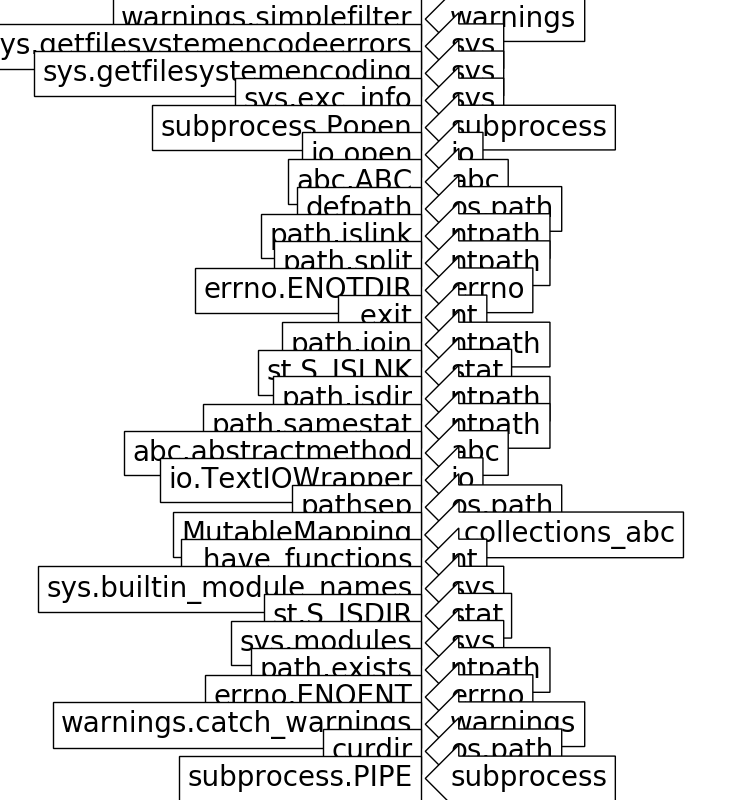 warnings.simplefilter warnings
ys.getfilesystemencodeerrors sys
sys.getfilesystemencoding sys
sys.exc_info sys
subprocess.Popen subprocess
io.open io
abc.ABC abc
defpath os.path
path.islink ntpath
path.split ntpath
errno.ENOTDIR errno
_exit nt
path.join ntpath
st.S_ISLNK stat
path.isdir ntpath
path.samestat ntpath
abc.abstractmethod abc
io.TextIOWrapper io
pathsep os.path
MutableMapping _collections_abc
_have_functions nt
sys.builtin_module_names sys
st.S_ISDIR stat
sys.modules sys
path.exists ntpath
errno.ENOENT errno
warnings.catch_warnings warnings
curdir os.path
subprocess.PIPE subprocess